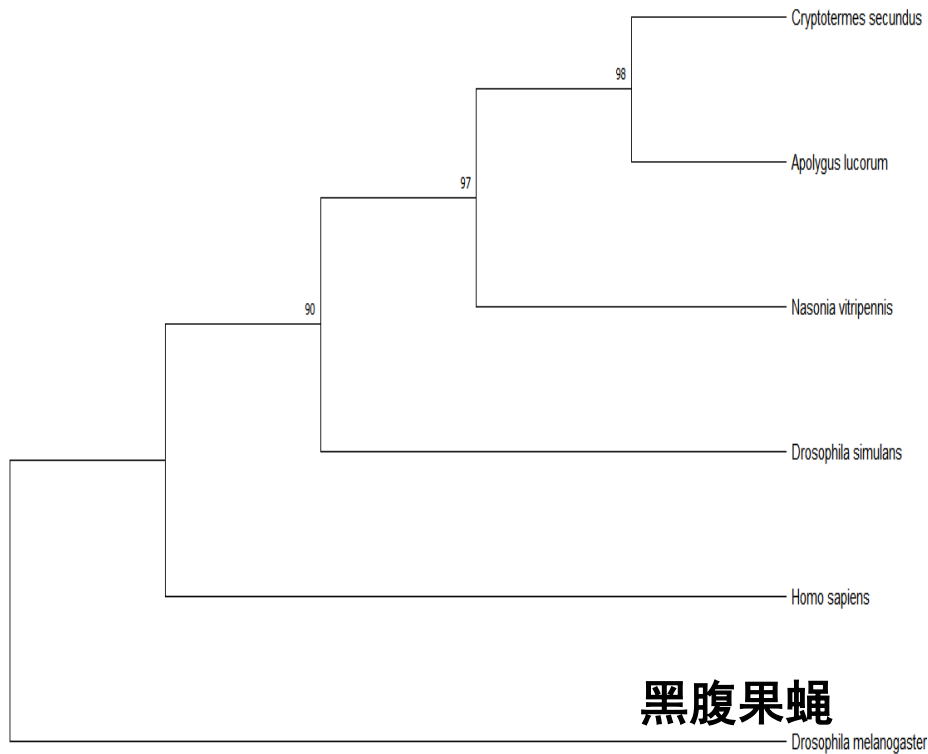 Cryptotermes secundus
98
Apolygus lucorum
97
Nasonia vitripennis
90
Drosophila simulans
Homo sapiens
黑腹果蝇
Drosophila melanogaster